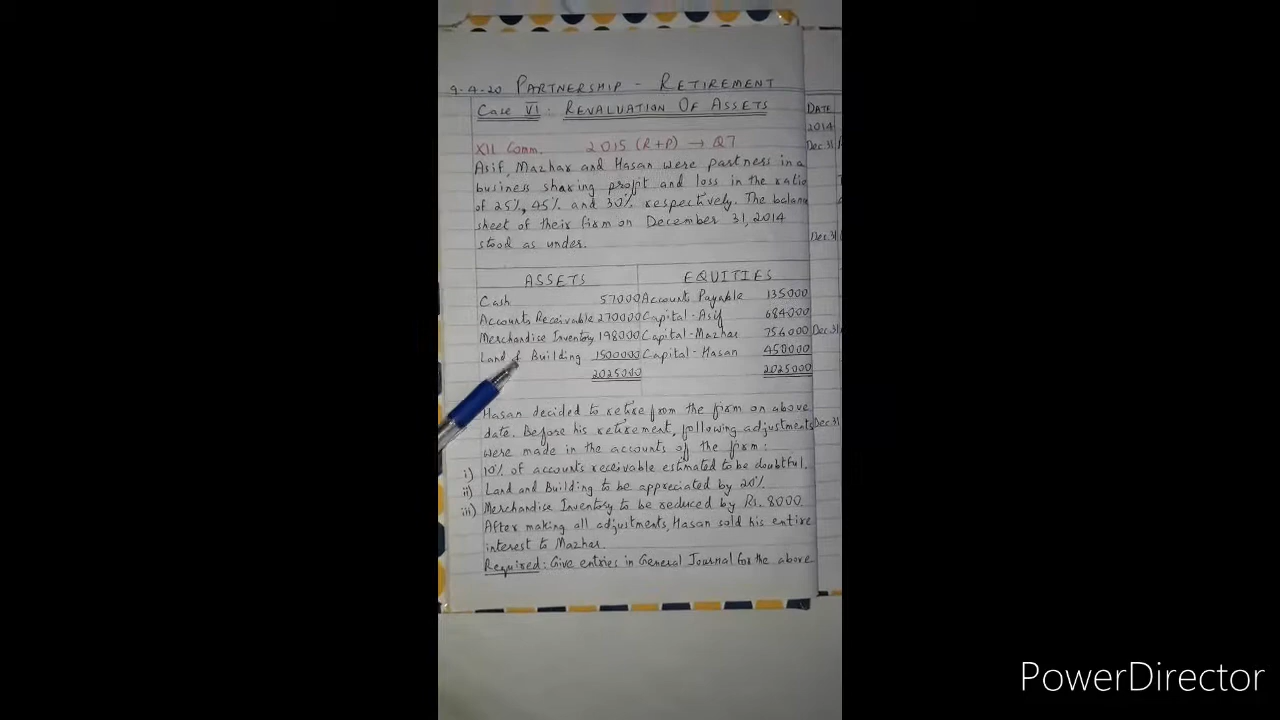 9-4-20 PARTNERSHIP - RETIREMENT
Case VI : REVALUATION OF ASSETS
XII Comm. 2015 (R+P) → Q7
Asif, Mazhar and Hasan were partners in a
business sharing profit and loss in the ratio
of 25%, 45% and 30% respectively. The balan
sheet of their firm on December 31, 2014
stood as under.
ASSETS EQUITIES
Cash 57000 Accounts Payable 135000
Accounts Receivable 270000 Capital-Asif 684000
Merchandise Inventory 198000 Capital-Mazhar 756000
Land & Building 1500000 Capital-Hasan 450000
2025000 2025000
Hasan decided to retire from the firm on above
date. Before his retirement, following adjustments
were made in the accounts of the firm:
i) 10% of accounts receivable estimated to be doubtful.
ii) Land and Building to be appreciated by 20%
iii) Merchandise Inventory to be reduced by Rs. 8000
After making all adjustments, Hasan sold his entire
interest to Mazhar.
Required: Give entries in General Journal for the above
DATE
2014
Dec.31
Dec.31
Dec.31
Dec.31
PowerDirector